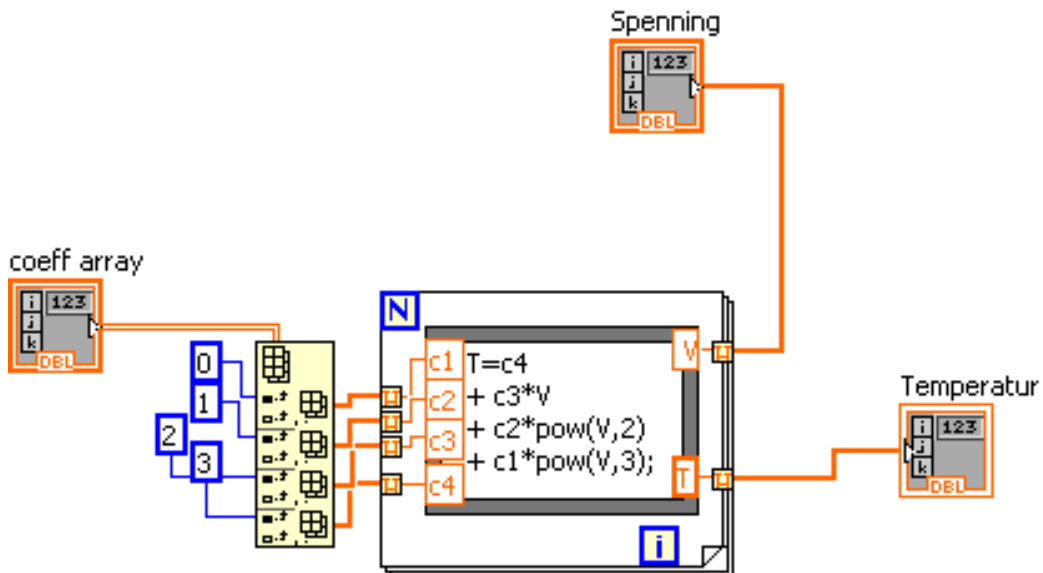 Spenning
i
j
k
123
DBL
coeff array
i
j
k
123
DBL
0
1
2
3
N
c1
c2
c3
c4
T=c4
+ c3*V
+ c2*pow(V,2)
+ c1*pow(V,3);
V
T
i
Temperatur
i
j
k
123
DBL